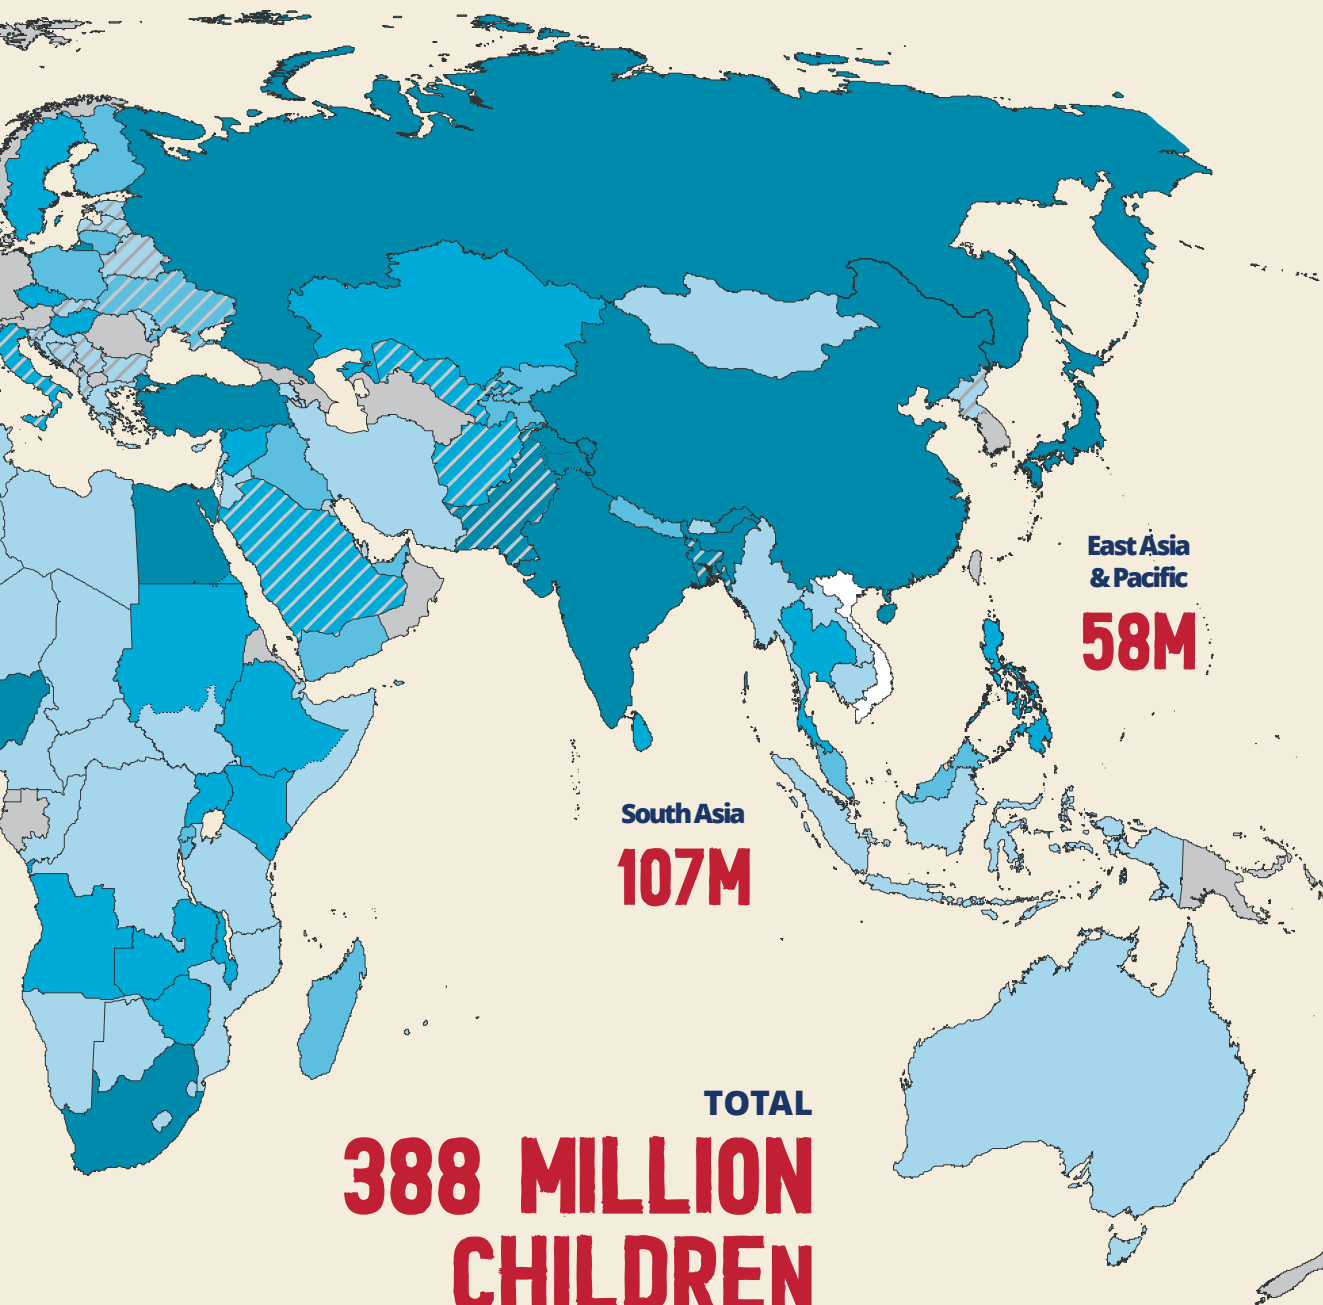 East Asia
& Pacific
58M
South Asia
107M
TOTAL
388 MILLION
CHILDREN